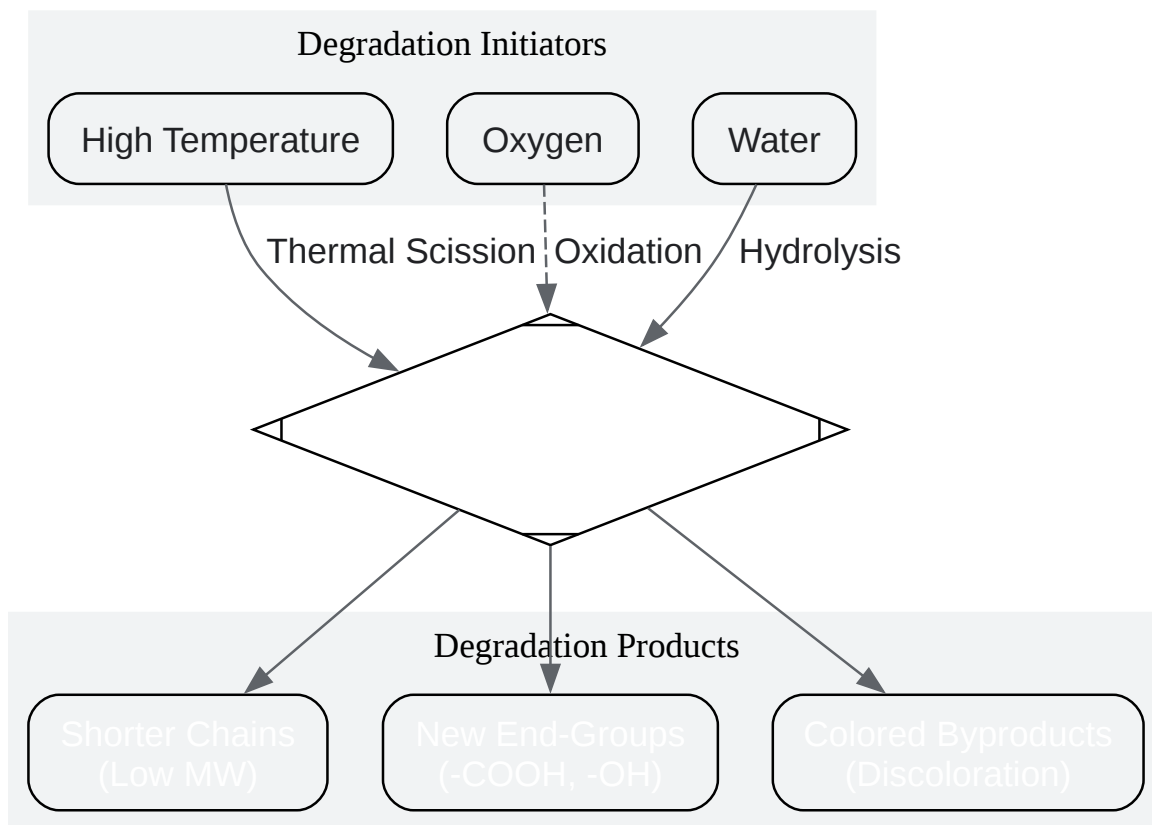 Degradation Initiators
High Temperature
Oxygen
Water
Thermal Scission
Oxidation
Hydrolysis
Degradation Products
Shorter Chains
(Low MW)
New End-Groups
(-COOH, -OH)
Colored Byproducts
(Discoloration)